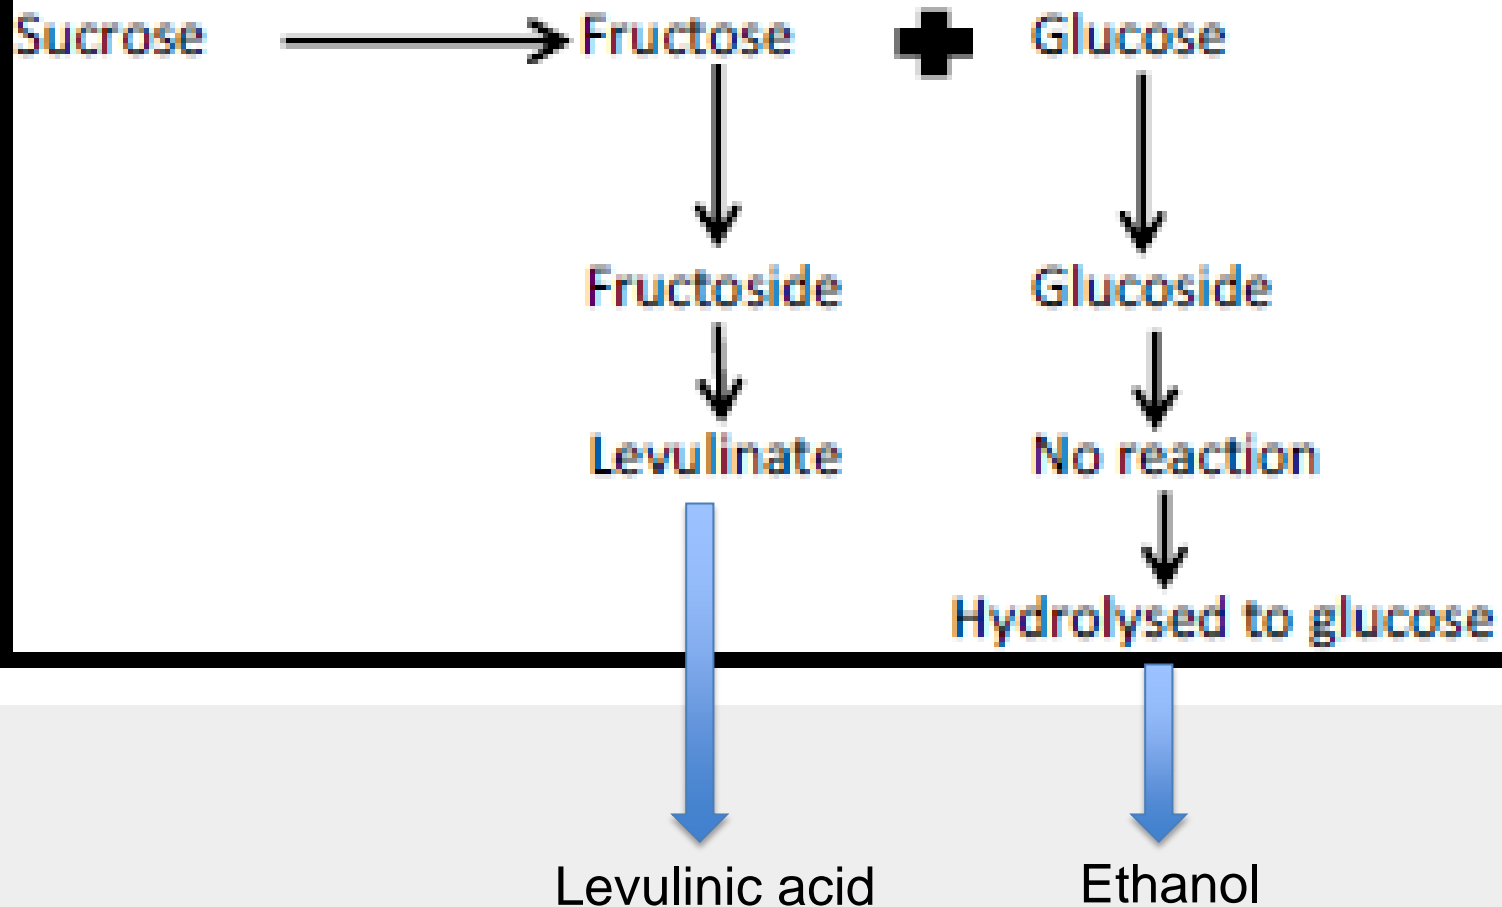 Sucrose Fructose + Glucose
Fructoside Glucoside
Levulinate No reaction
Hydrolysed to glucose
Levulinic acid Ethanol